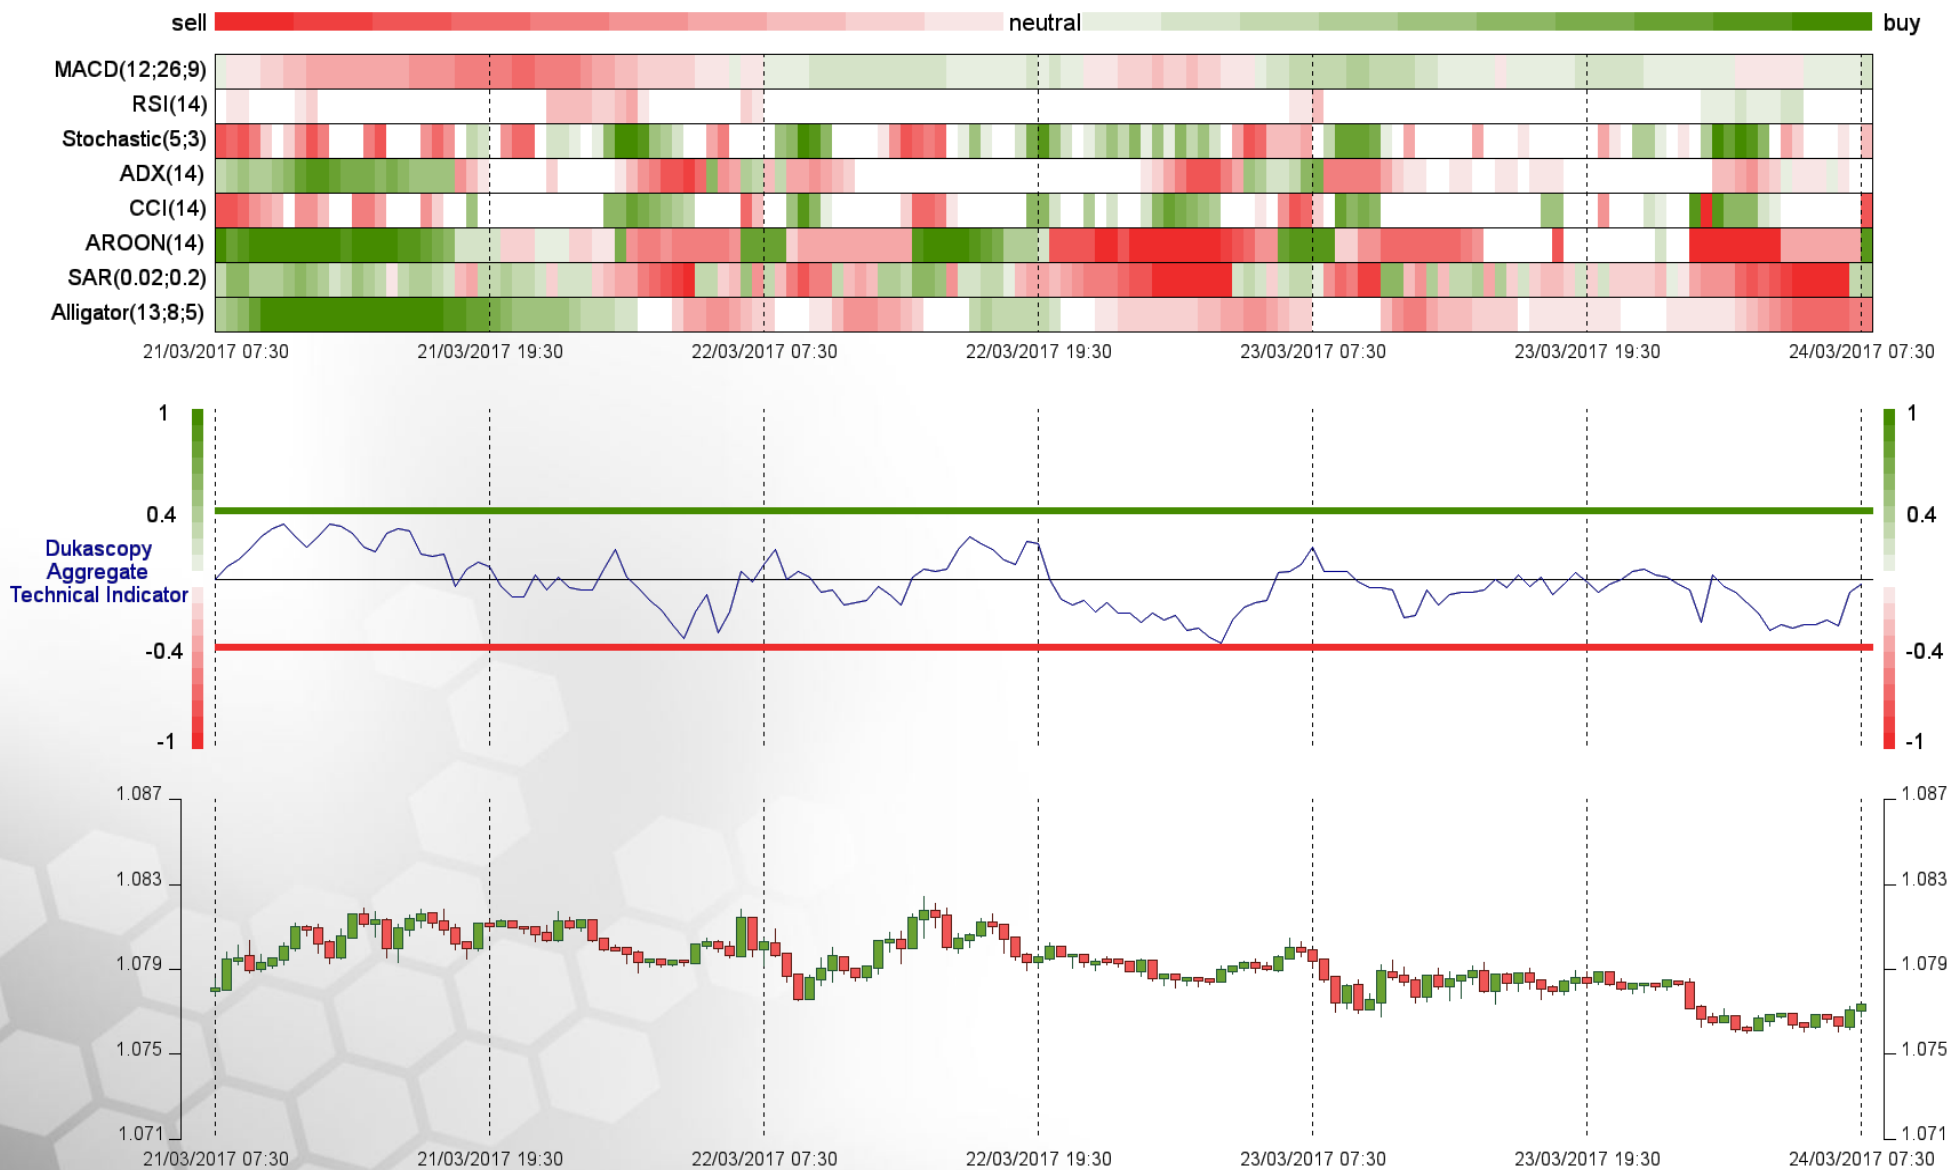 sell neutral buy
MACD(12;26;9)
RSI(14)
Stochastic(5;3)
ADX(14)
CCI(14)
AROON(14)
SAR(0.02;0.2)
Alligator(13;8;5)
21/03/2017 07:30 21/03/2017 19:30 22/03/2017 07:30 22/03/2017 19:30 23/03/2017 07:30 23/03/2017 19:30 24/03/2017 07:30
1 1
0.4 0.4
Dukascopy
Aggregate
Technical Indicator
-0.4 -0.4
-1 -1
1.087 1.087
1.083 1.083
1.079 1.079
1.075 1.075
1.071 1.071
21/03/2017 07:30 21/03/2017 19:30 22/03/2017 07:30 22/03/2017 19:30 23/03/2017 07:30 23/03/2017 19:30 24/03/2017 07:30